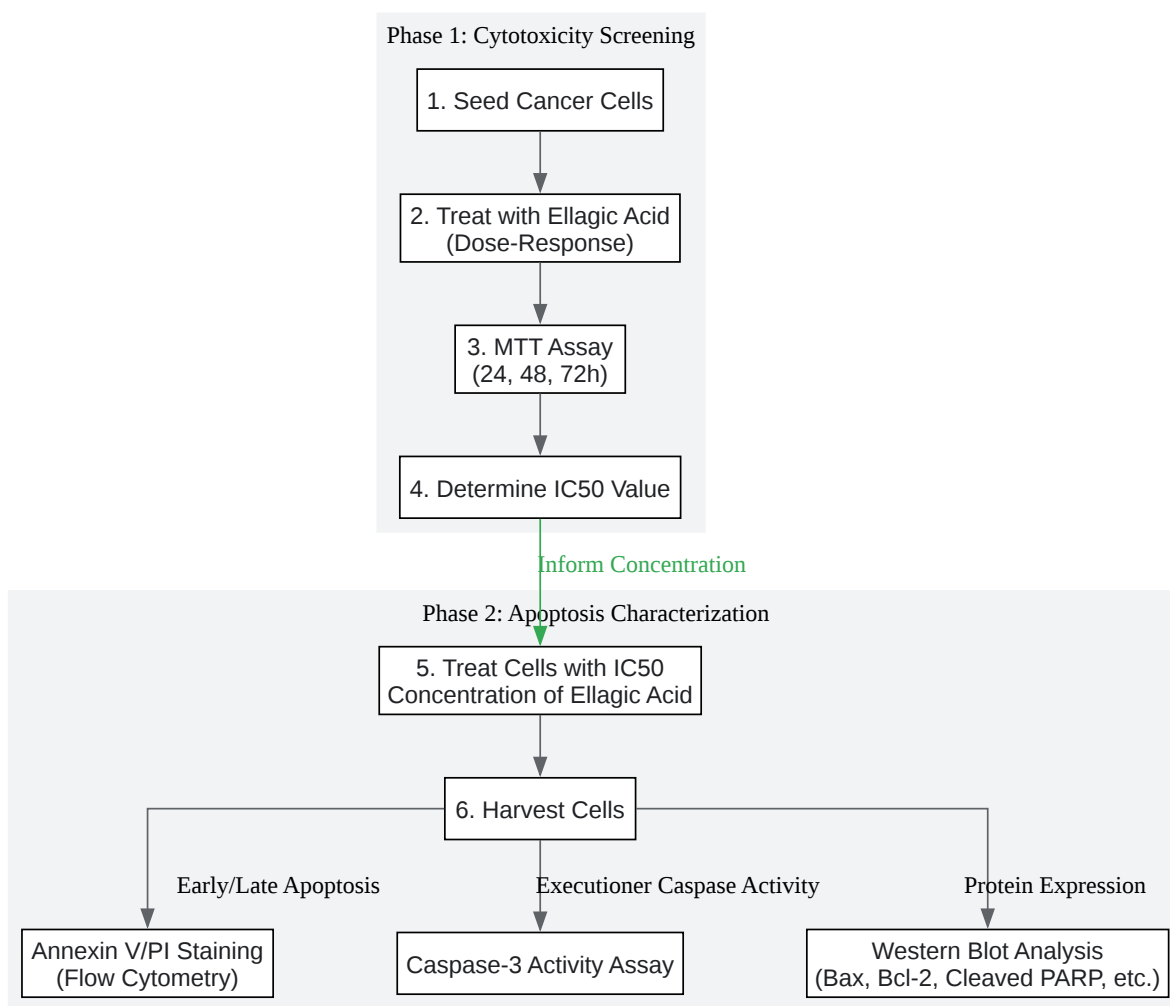 Phase 1: Cytotoxicity Screening
1. Seed Cancer Cells
2. Treat with Ellagic Acid
(Dose-Response)
3. MTT Assay
(24, 48, 72h)
4. Determine IC50 Value
Inform Concentration
Phase 2: Apoptosis Characterization
5. Treat Cells with IC50
Concentration of Ellagic Acid
6. Harvest Cells
Early/Late Apoptosis
Executioner Caspase Activity
Protein Expression
Annexin V/PI Staining
(Flow Cytometry)
Caspase-3 Activity Assay
Western Blot Analysis
(Bax, Bcl-2, Cleaved PARP, etc.)